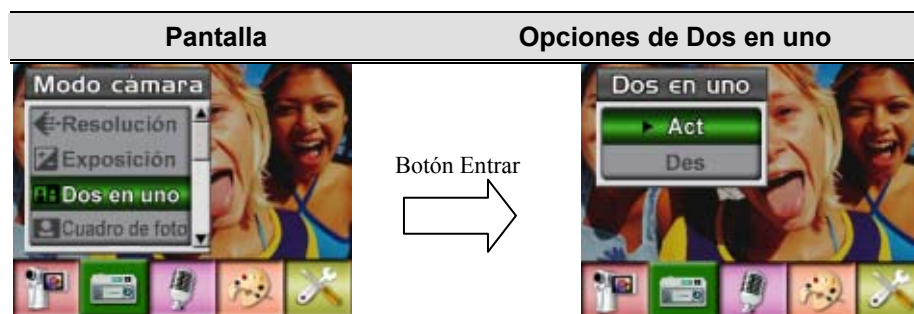 Pantalla
Opciones de Dos en uno
Modo cámara
Resolución
Exposición
Dos en uno
Cuadro de foto
Botón Entrar
Dos en uno
Act
Des